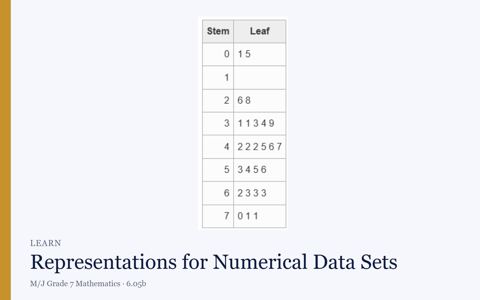 Stem Leaf
0 1 5
1
2 6 8
3 1 1 3 4 9
4 2 2 2 5 6 7
5 3 4 5 6
6 2 3 3 3
7 0 1 1
LEARN
Representations for Numerical Data Sets
M/J Grade 7 Mathematics · 6.05b